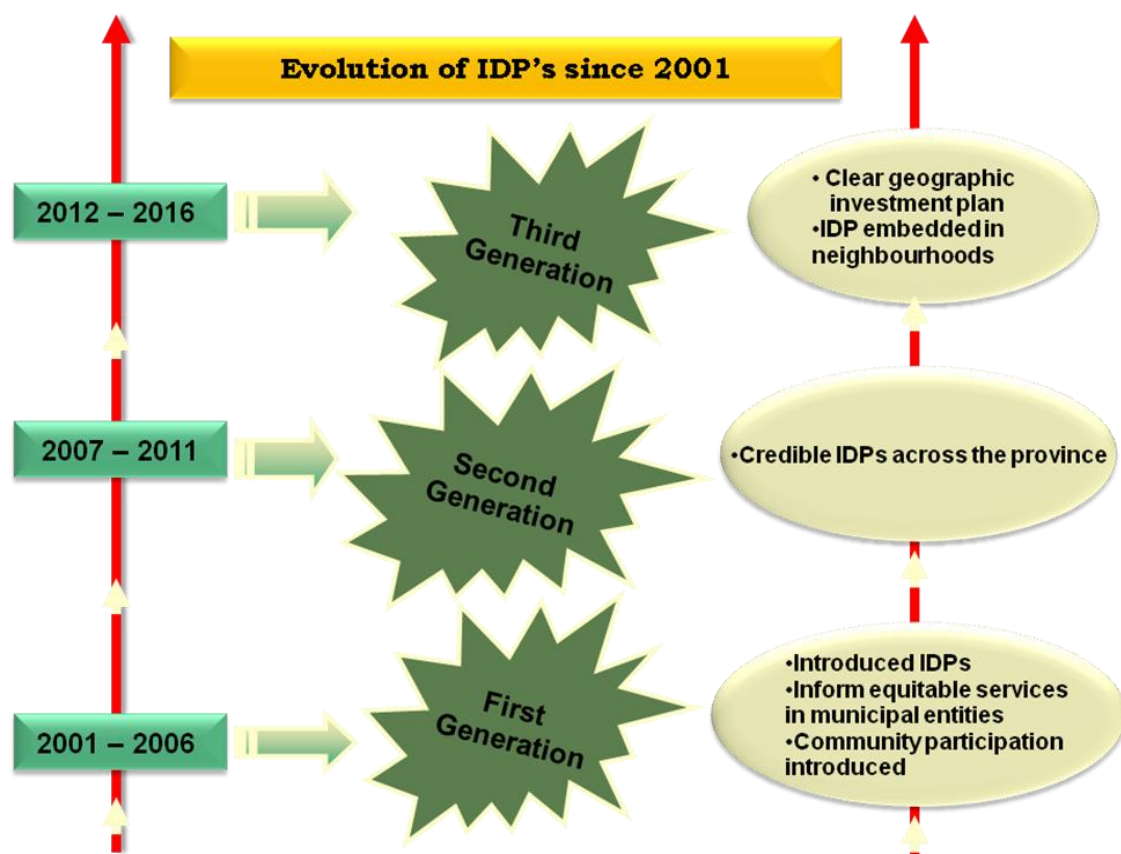 Evolution of IDP's since 2001
2012 – 2016
Third
Generation
• Clear geographic
investment plan
•IDP embedded in
neighbourhoods
2007 – 2011
Second
Generation
•Credible IDPs across the province
2001 – 2006
First
Generation
•Introduced IDPs
•Inform equitable services
in municipal entities
•Community participation
introduced